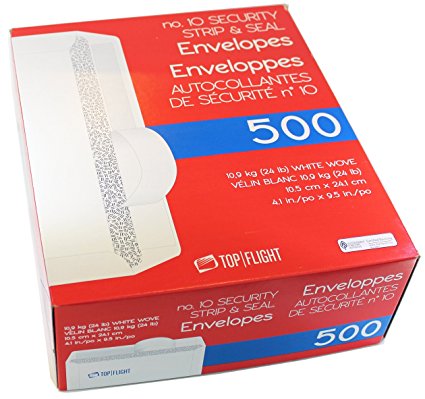 no. 10 SECURITY
STRIP & SEAL
Envelopes
Enveloppes
AUTOCOLLANTES
DE SÉCURITÉ n° 10
500
10,9 kg (24 lb) WHITE WOVE
VÉLIN BLANC 10,9 kg (24 lb)
10.5 cm x 24.1 cm
4.1 in/po x 9.5 in/po
TOP|FLIGHT
no. 10 SECURITY
STRIP & SEAL
Envelopes
Enveloppes
AUTOCOLLANTES
DE SÉCURITÉ n° 10
500
10,9 kg (24 lb) WHITE WOVE
VÉLIN BLANC 10,9 kg (24 lb)
10.5 cm x 24.1 cm
4.1 in/po x 9.5 in/po
TOP|FLIGHT